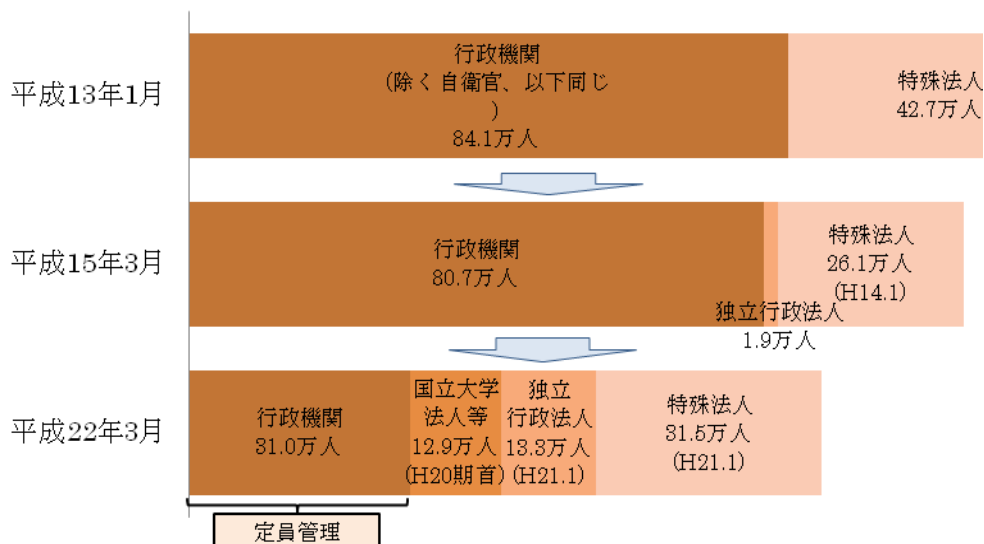 平成13年1月
行政機関
(除く自衛官、以下同じ
)
84.1万人
特殊法人
42.7万人
平成15年3月
行政機関
80.7万人
独立行政法人
1.9万人
特殊法人
26.1万人
(H14.1)
平成22年3月
行政機関
31.0万人
国立大学
法人等
12.9万人
(H20期首)
独立
行政法人
13.3万人
(H21.1)
特殊法人
31.5万人
(H21.1)
定員管理